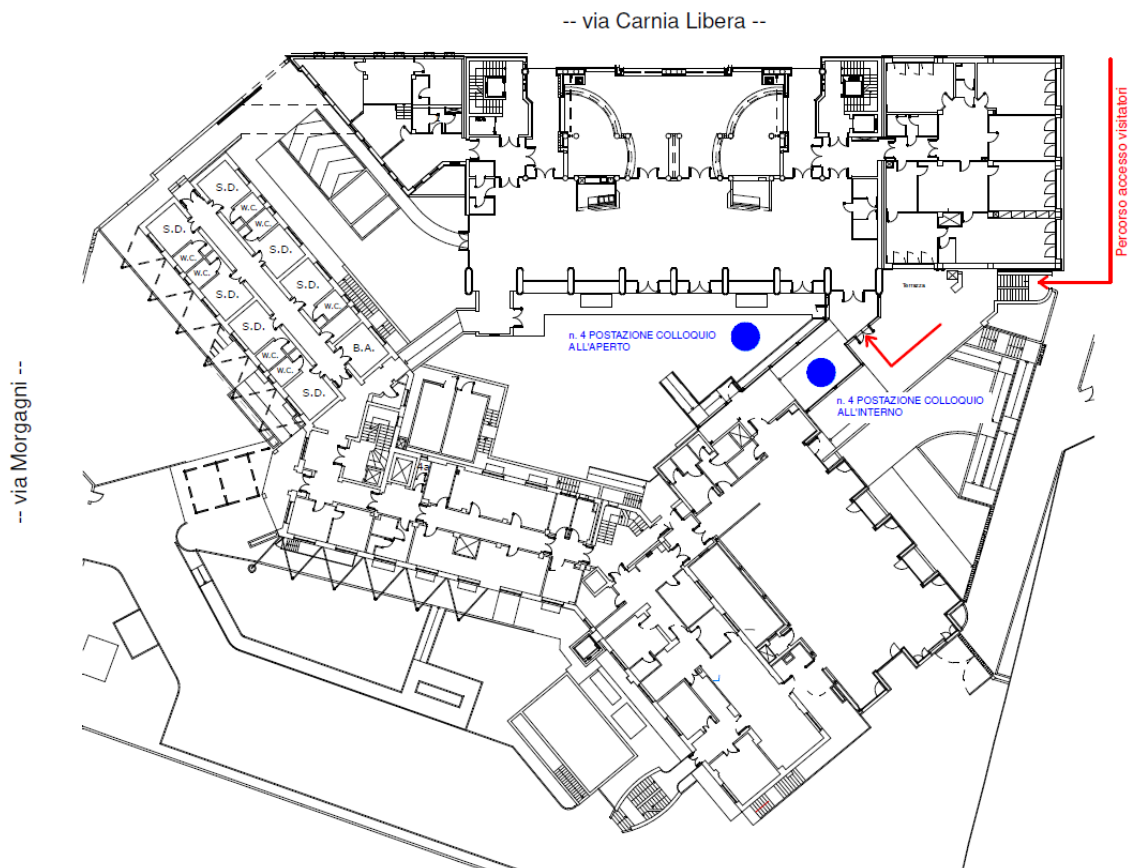 -- via Carnia Libera --
Percorso accesso visitatori
S.D.
W.C.
W.C.
S.D.
S.D.
W.C.
W.C.
S.D.
S.D.
W.C.
S.D.
B.A.
W.C.
W.C.
S.D.
Terrazza
n. 4 POSTAZIONE COLLOQUIO
ALL'APERTO
n. 4 POSTAZIONE COLLOQUIO
ALL'INTERNO
-- via Morgagni --